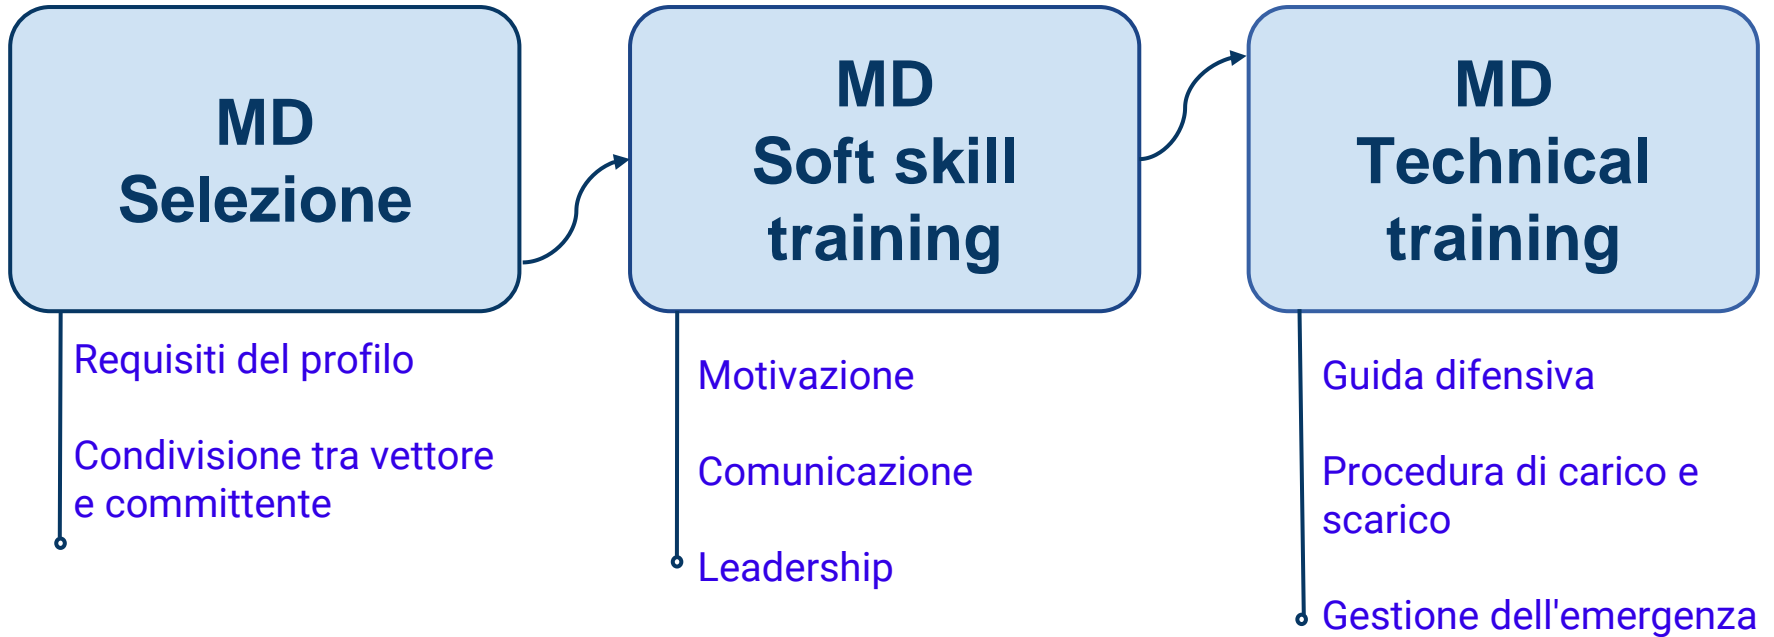 MD
Selezione
Requisiti del profilo
Condivisione tra vettore
e committente
MD
Soft skill
training
Motivazione
Comunicazione
Leadership
MD
Technical
training
Guida difensiva
Procedura di carico e
scarico
Gestione dell'emergenza